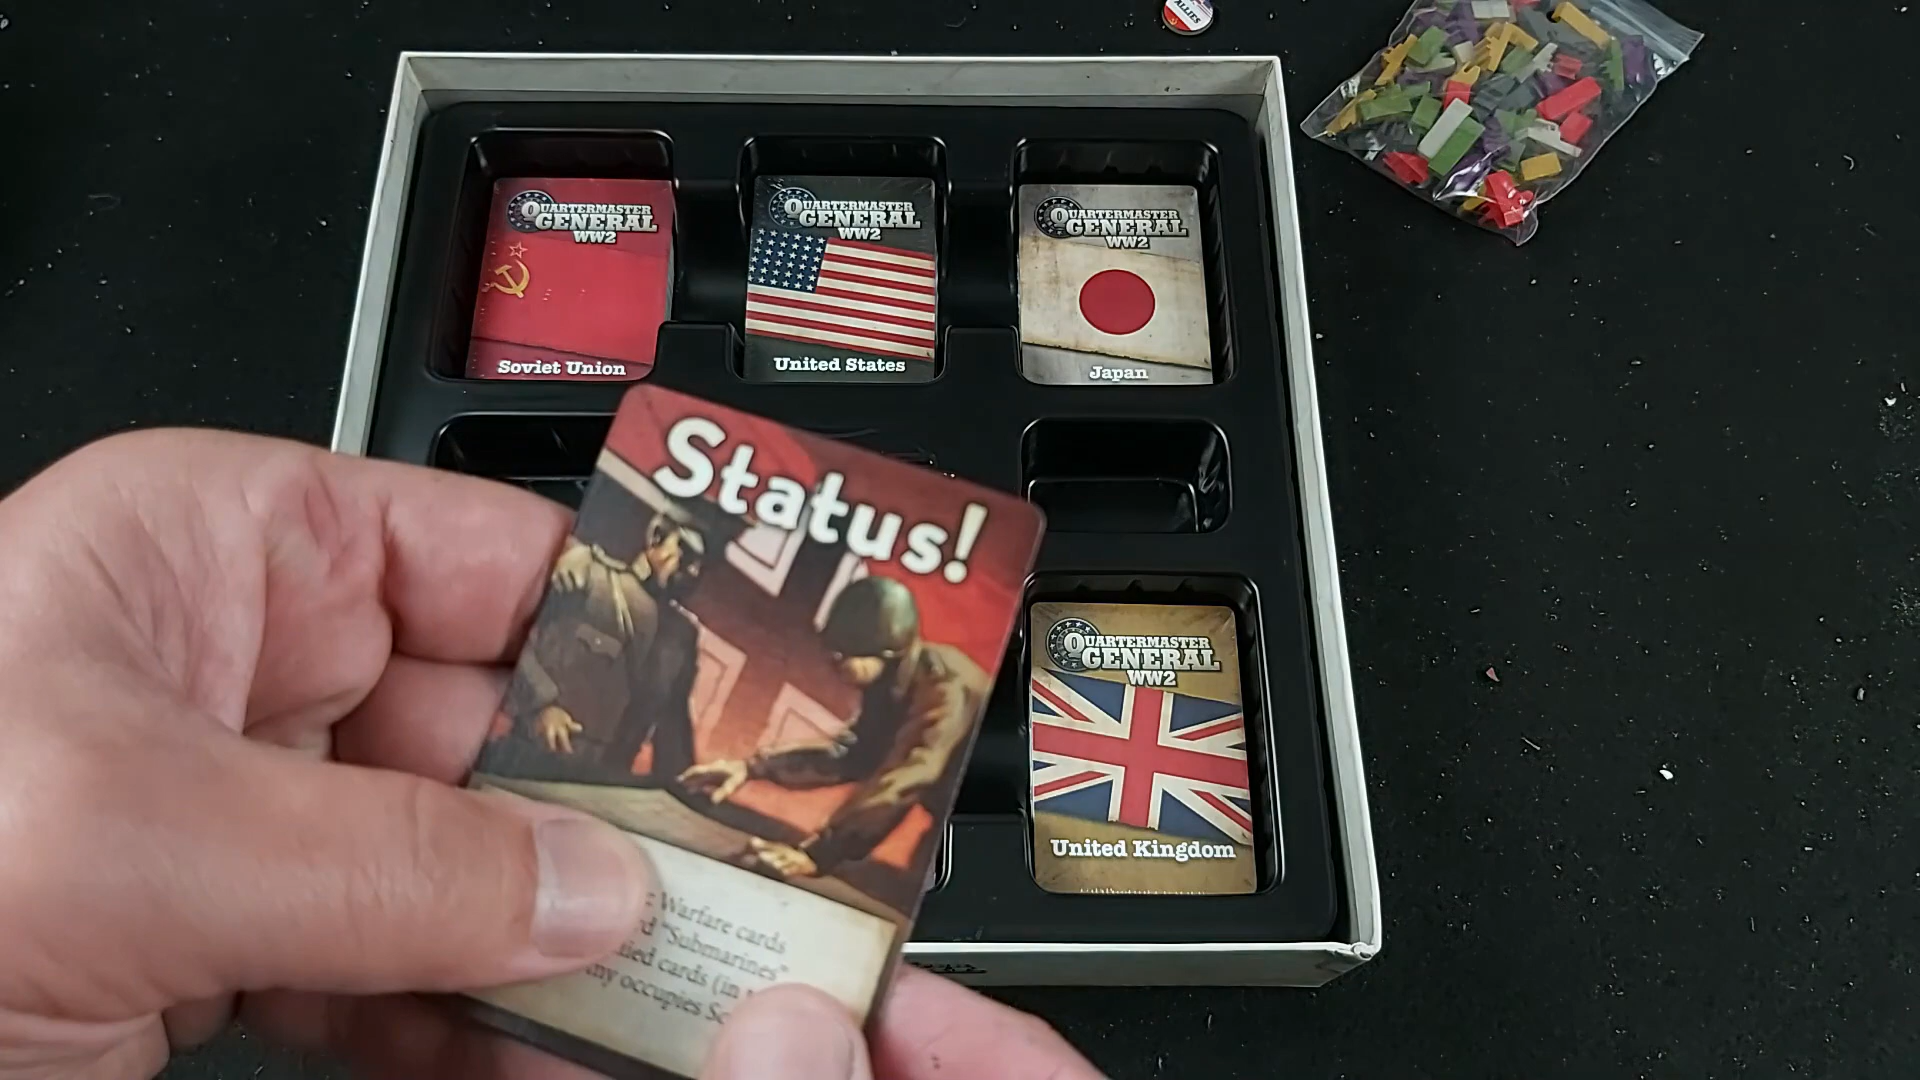 ALLIES
QUARTERMASTER
GENERAL
WW2
Soviet Union
QUARTERMASTER
GENERAL
WW2
United States
QUARTERMASTER
GENERAL
WW2
Japan
Status!
Warfare cards
"Submarines"
cards (in
occupies
QUARTERMASTER
GENERAL
WW2
United Kingdom